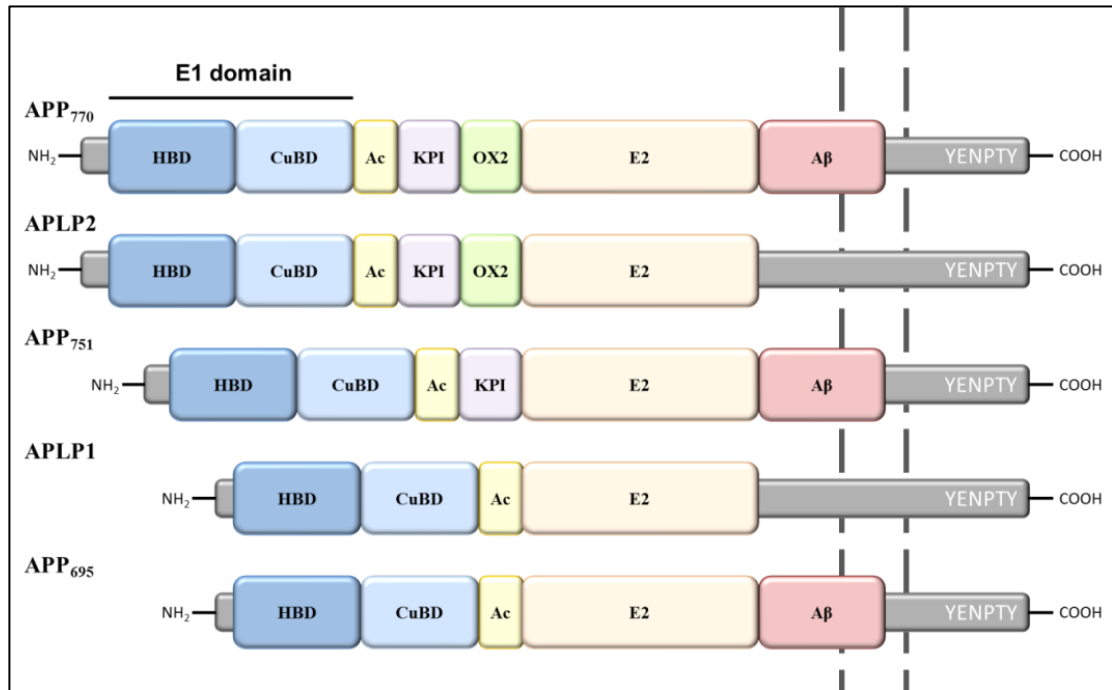 E1 domain
APP770
NH2 HBD CuBD Ac KPI OX2 E2 Aβ YENPTY COOH
APLP2
NH2 HBD CuBD Ac KPI OX2 E2 YENPTY COOH
APP751
NH2 HBD CuBD Ac KPI E2 Aβ YENPTY COOH
APLP1
NH2 HBD CuBD Ac E2 YENPTY COOH
APP695
NH2 HBD CuBD Ac E2 Aβ YENPTY COOH